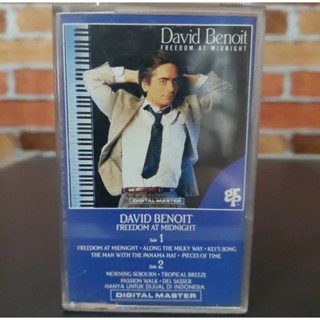 David Benoit
FREEDOM AT MIDNIGHT
DIGITAL MASTER
GRP
DAVID BENOIT
FREEDOM AT MIDNIGHT
Side 1
FREEDOM AT MIDNIGHT • ALONG THE MILKY WAY • KEI'S SONG
THE MAN WITH THE PANAMA HAT • PIECES OF TIME
Side 2
MORNING SOJOURN • TROPICAL BREEZE
PASSION WALK • DEL SASSER
HANYA UNTUK DIJUAL DI INDONESIA
DIGITAL MASTER